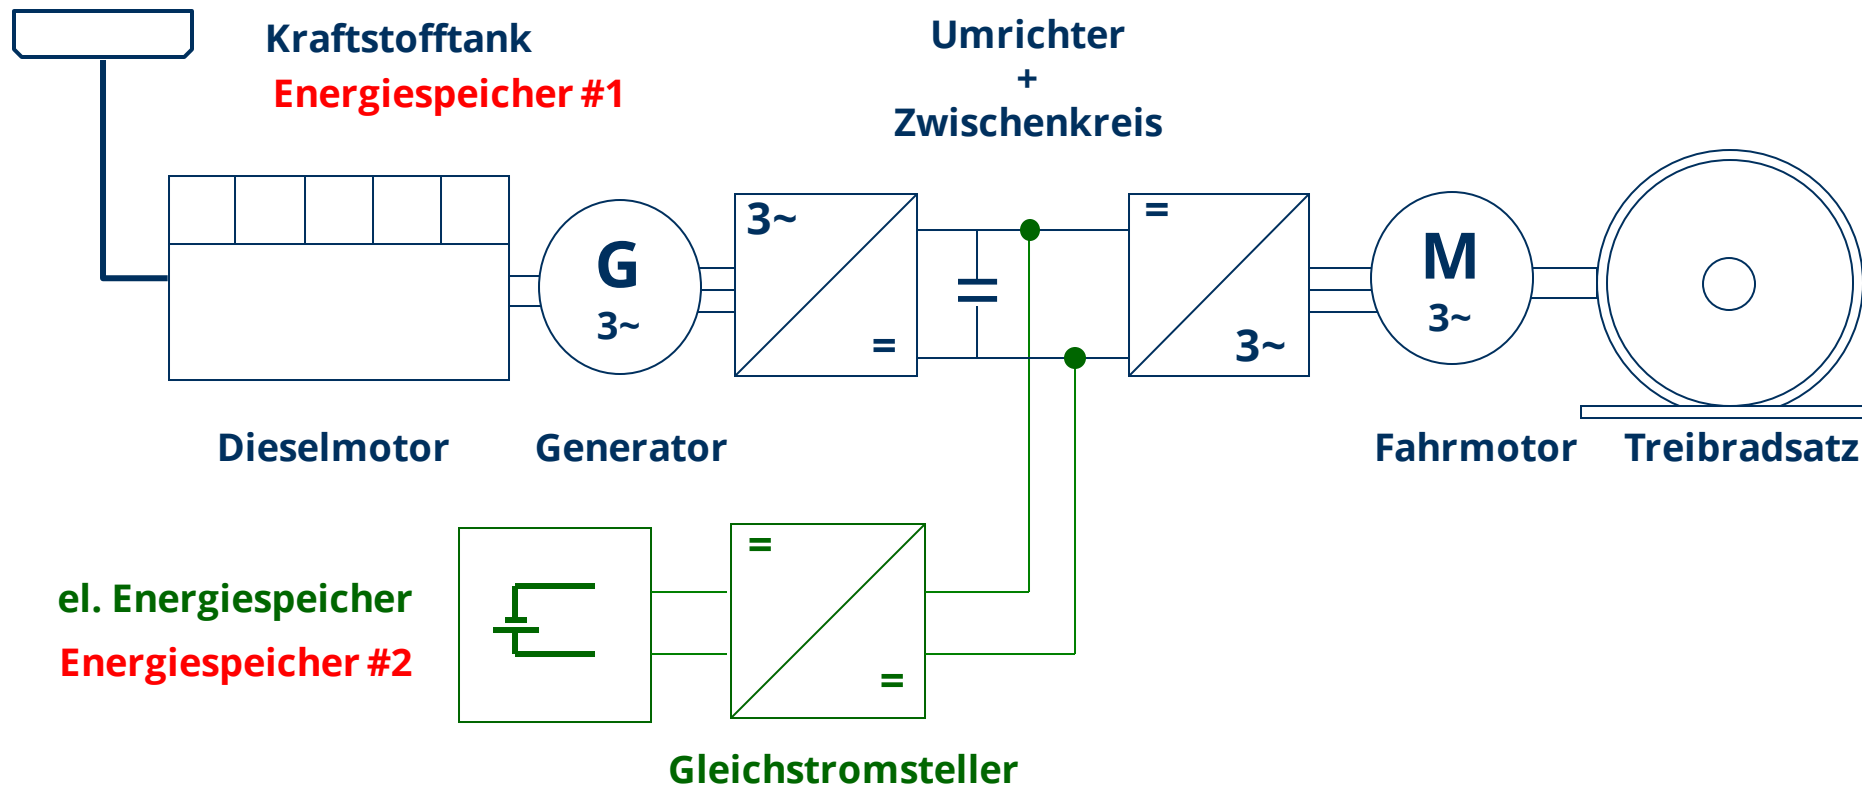 Kraftstofftank
Energiespeicher #1
Umrichter
+
Zwischenkreis
3~
=
G
3~
=
3~
M
3~
Dieselmotor
Generator
Fahrmotor
Treibradsatz
el. Energiespeicher
Energiespeicher #2
=
=
Gleichstromsteller